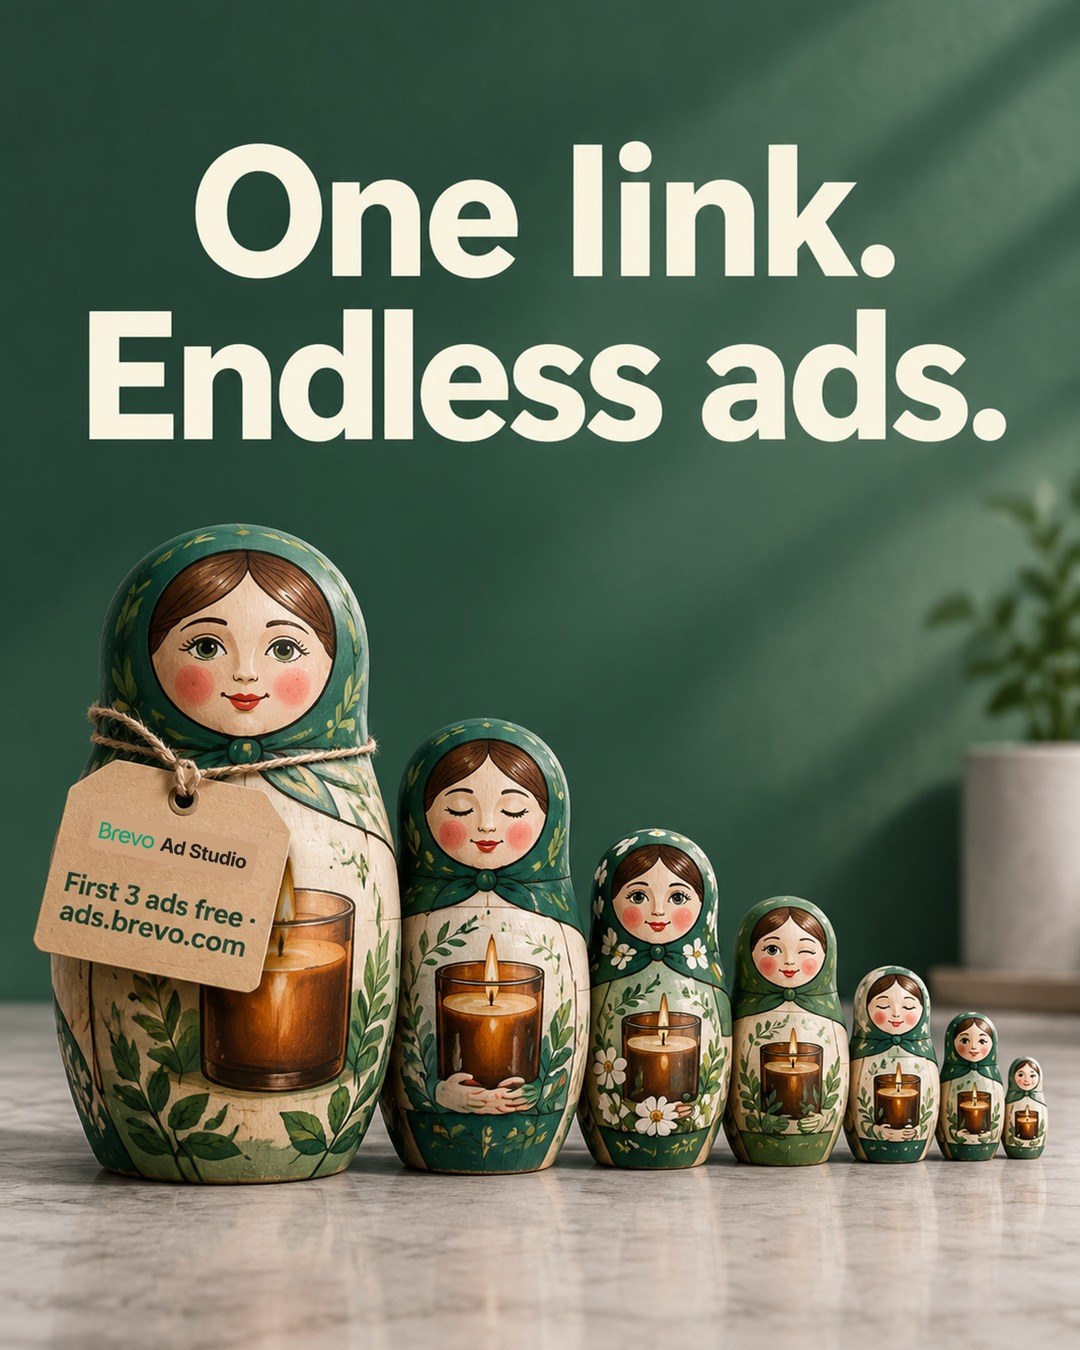 One link.
Endless ads.
Brevo Ad Studio
First 3 ads free ·
ads.brevo.com